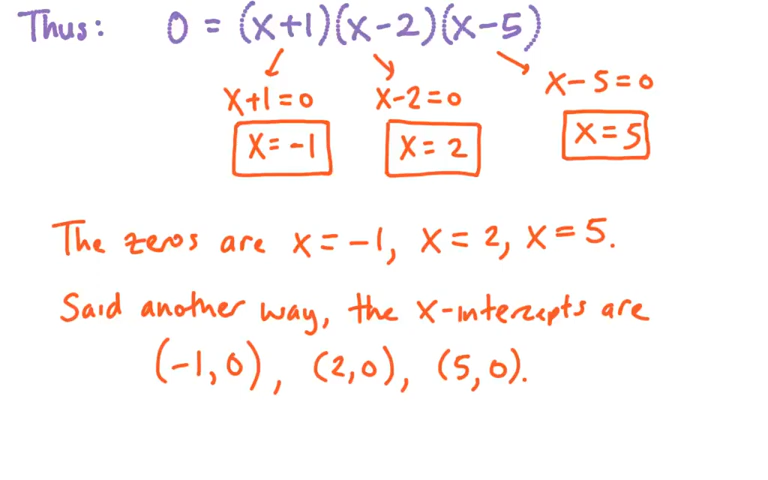 Thus: 0 = (x+1)(x-2)(x-5)
x+1=0 x-2=0 x-5=0
x=-1 x=2 x=5
The zeros are x=-1, x=2, x=5.
Said another way, the x-intercepts are
(-1,0), (2,0), (5,0).